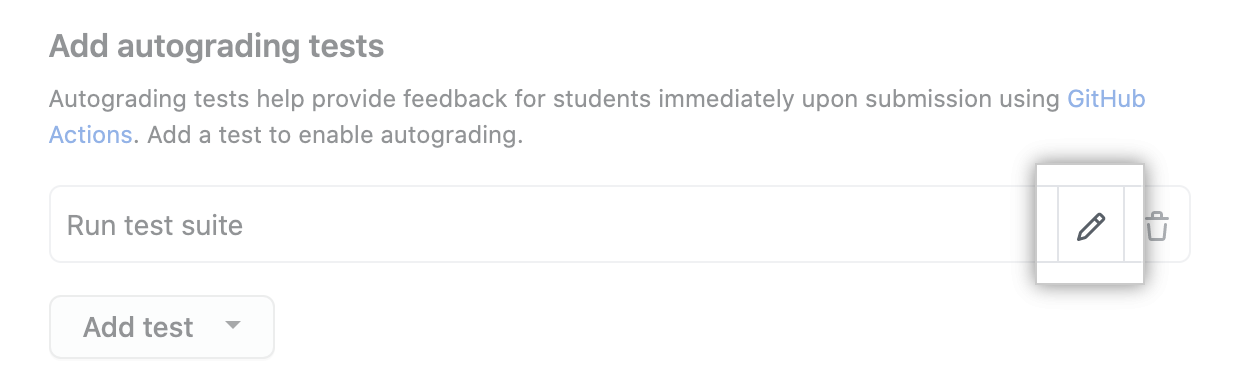 Add autograding tests
Autograding tests help provide feedback for students immediately upon submission using GitHub
Actions. Add a test to enable autograding.
Run test suite
Add test